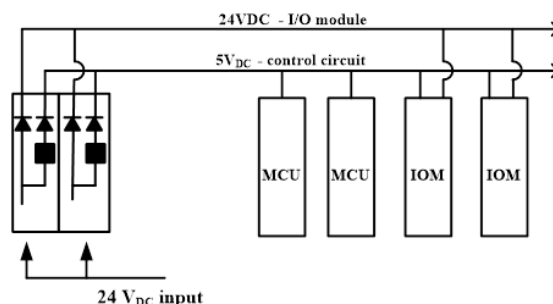 24VDC - I/O module
5VDC - control circuit
MCU
MCU
IOM
IOM
24 VDC input